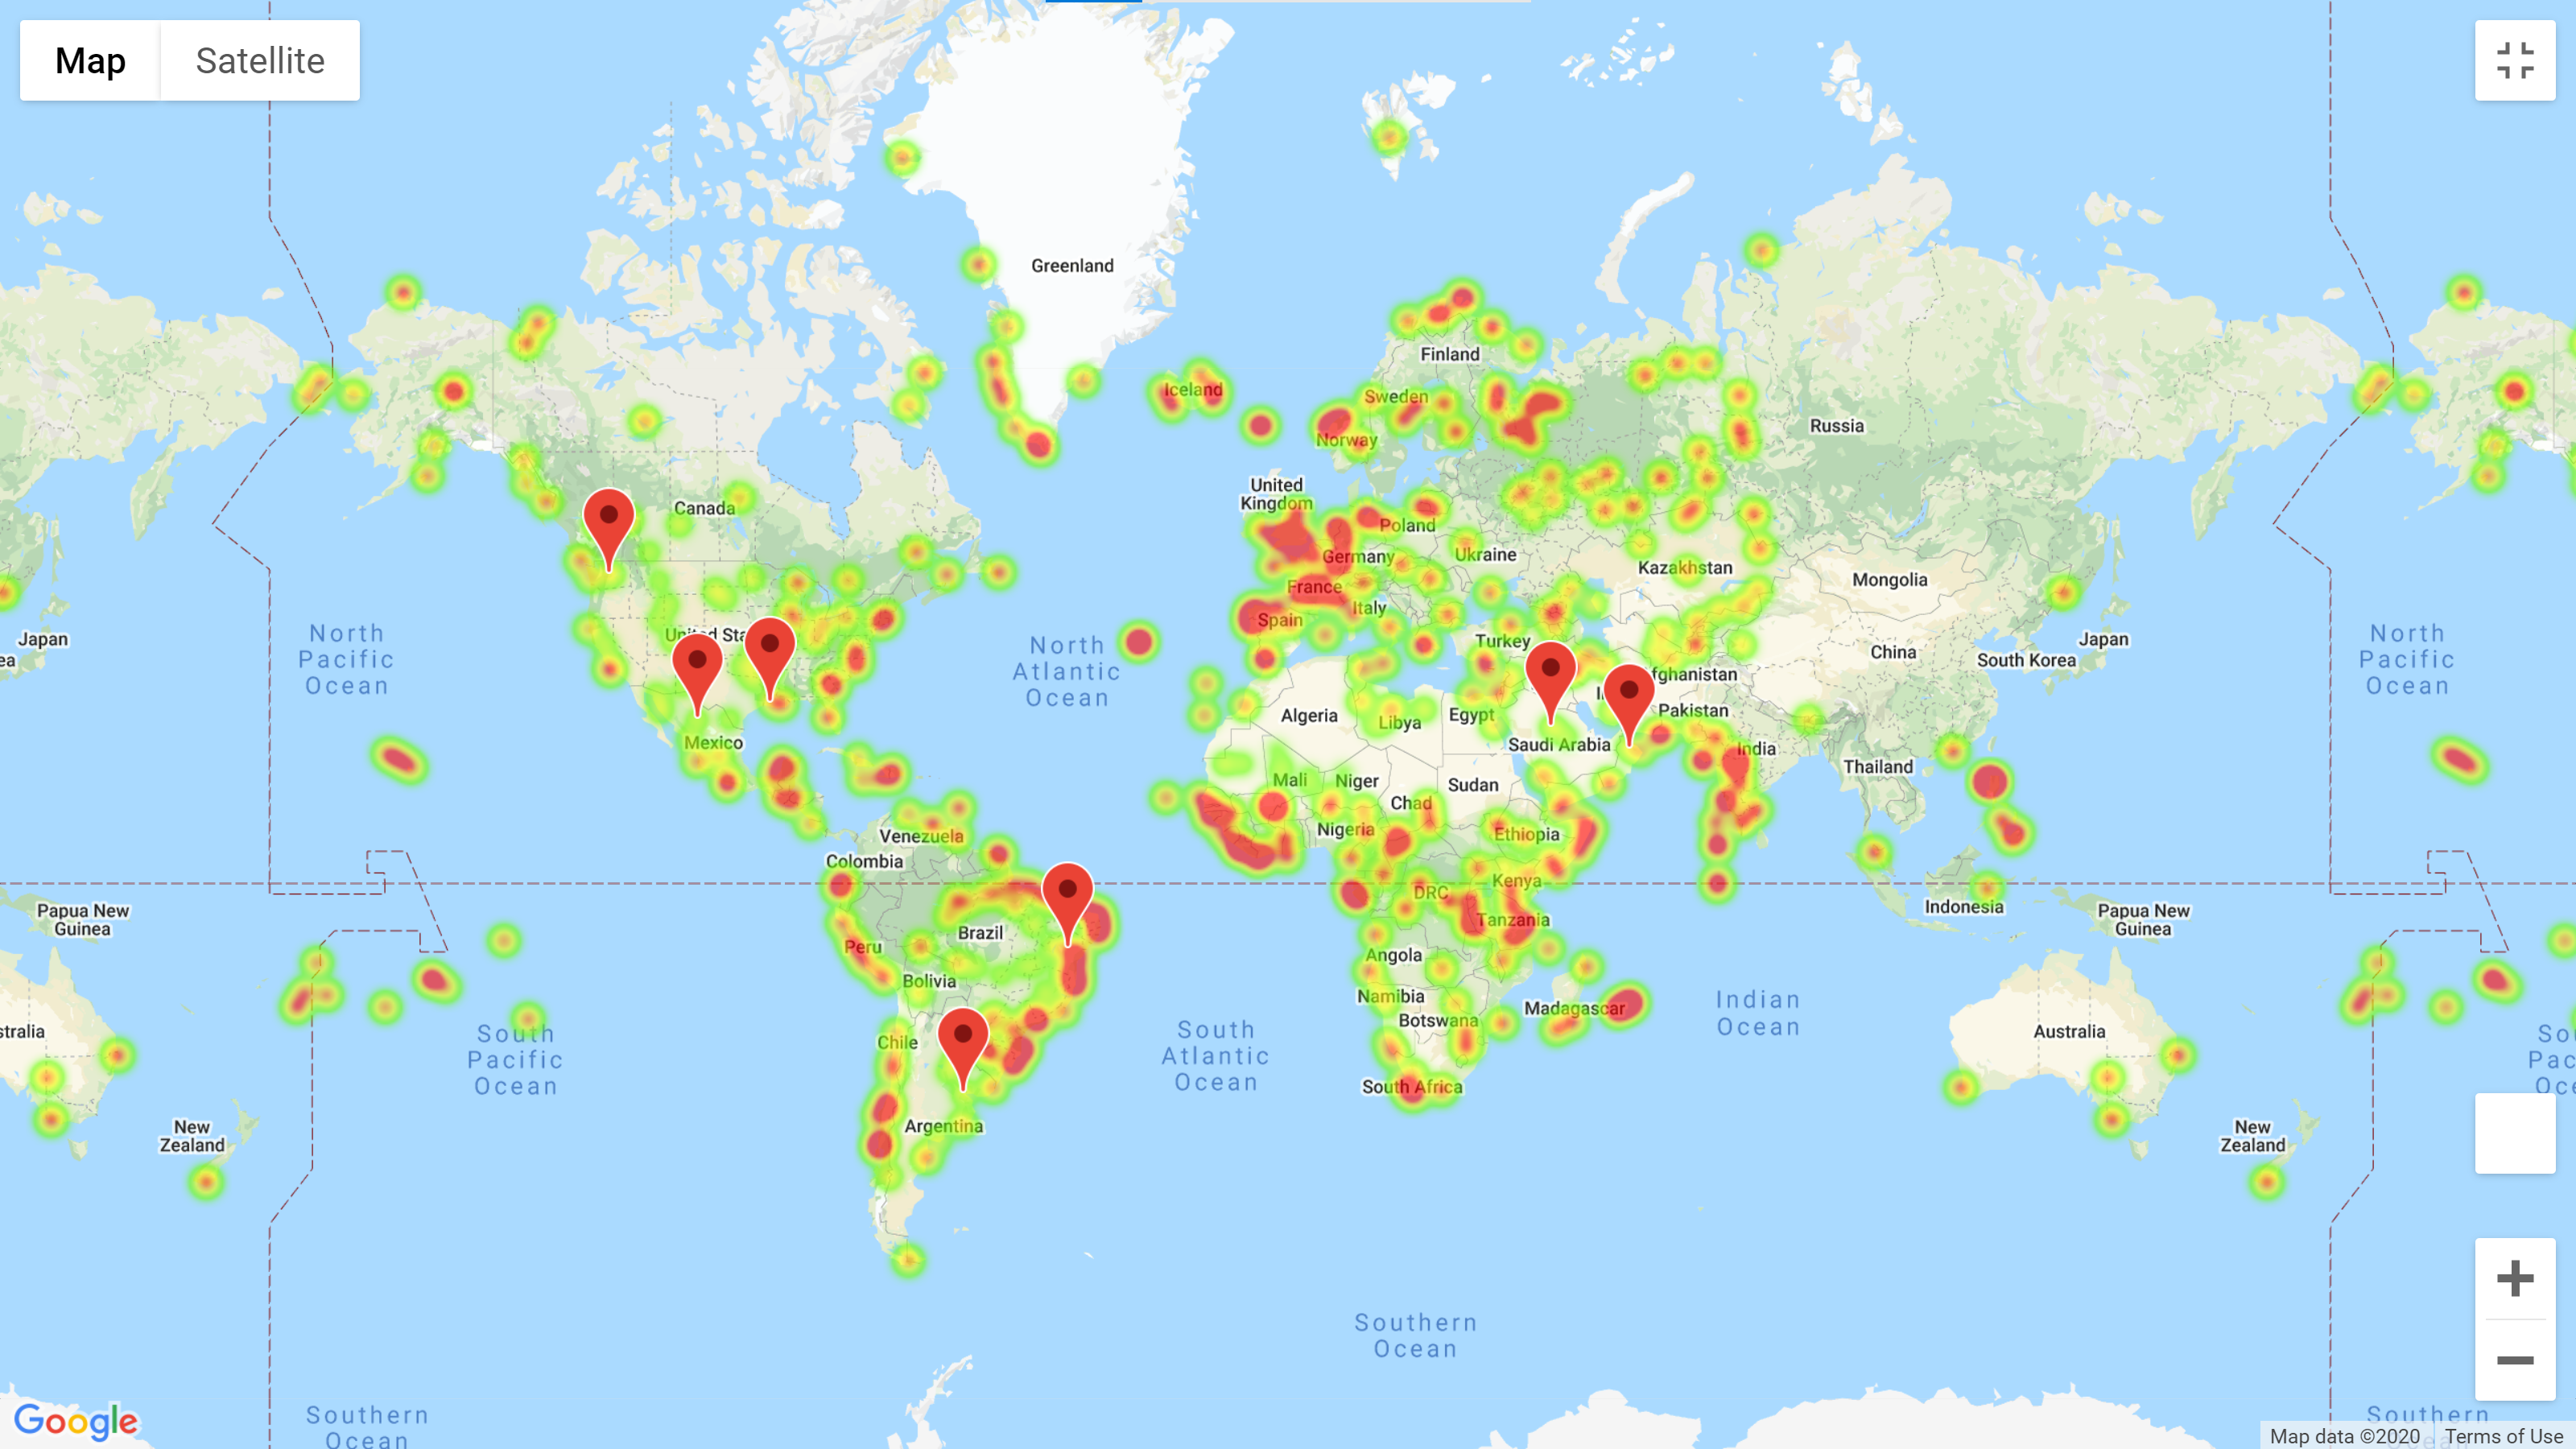 Map
Satellite
Greenland
Iceland
Finland
Sweden
Norway
Russia
United
Kingdom
Canada
Poland
Germany
Ukraine
Kazakhstan
Mongolia
France
Italy
Spain
Turkey
China
Japan
Japan
South Korea
North
Pacific
Ocean
North
Atlantic
Ocean
North
Pacific
Ocean
Afghanistan
Algeria
Libya
Egypt
Pakistan
Mexico
Saudi Arabia
India
Thailand
Mali
Niger
Sudan
Chad
Nigeria
Ethiopia
Venezuela
Colombia
DRC
Kenya
Papua New
Guinea
Indonesia
Papua New
Guinea
Brazil
Tanzania
Peru
Angola
Bolivia
Namibia
Madagascar
Botswana
Indian
Ocean
stralia
Chile
South
Pacific
Ocean
South
Atlantic
Ocean
Australia
South Africa
Argentina
New
Zealand
New
Zealand
Southern
Ocean
Southern
Ocean
Southern
Google
Map data ©2020
Terms of Use